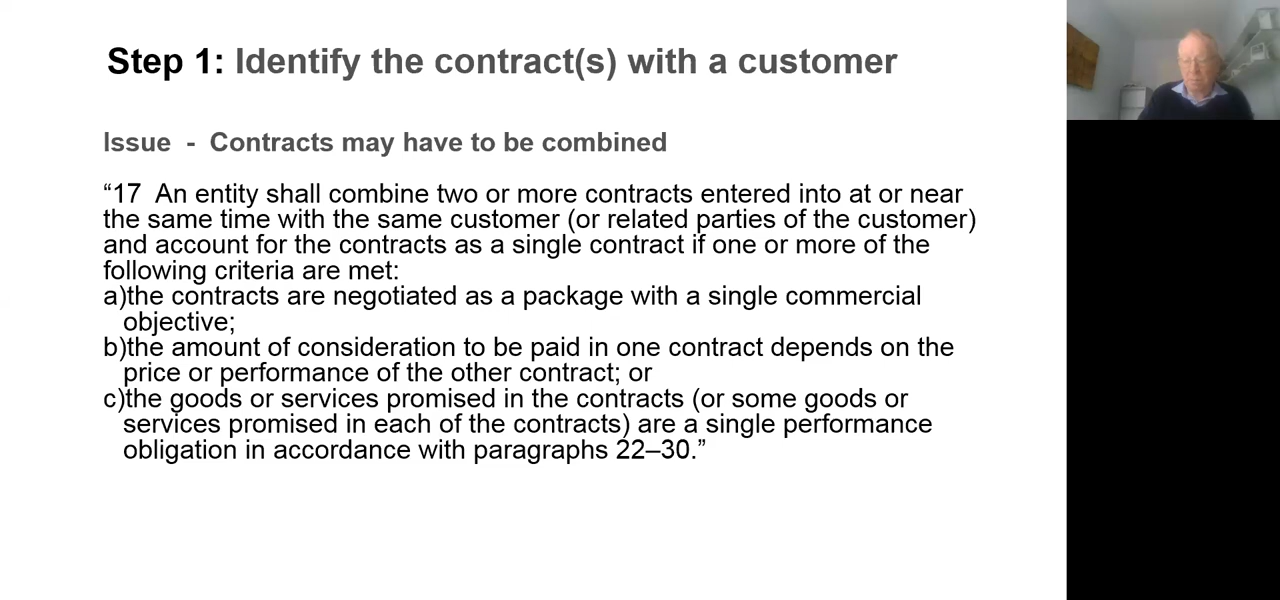 Step 1: Identify the contract(s) with a customer
Issue - Contracts may have to be combined
“17 An entity shall combine two or more contracts entered into at or near
the same time with the same customer (or related parties of the customer)
and account for the contracts as a single contract if one or more of the
following criteria are met:
a)the contracts are negotiated as a package with a single commercial
objective;
b)the amount of consideration to be paid in one contract depends on the
price or performance of the other contract; or
c)the goods or services promised in the contracts (or some goods or
services promised in each of the contracts) are a single performance
obligation in accordance with paragraphs 22–30.”